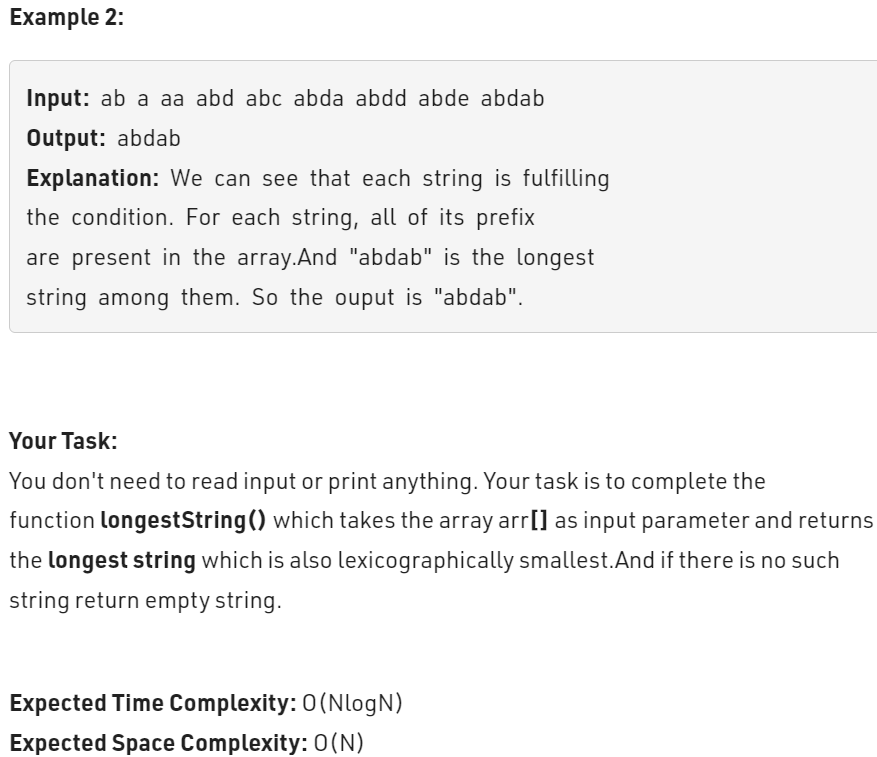 Example 2:
Input: ab a aa abd abc abda abdd abde abdab
Output: abdab
Explanation: We can see that each string is fulfilling
the condition. For each string, all of its prefix
are present in the array.And "abdab" is the longest
string among them. So the ouput is "abdab".
Your Task:
You don't need to read input or print anything. Your task is to complete the
function longestString() which takes the array arr[] as input parameter and returns
the longest string which is also lexicographically smallest.And if there is no such
string return empty string.
Expected Time Complexity: O(NlogN)
Expected Space Complexity: O(N)